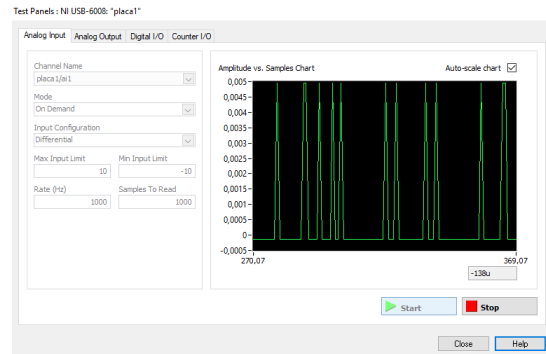 Test Panels : NI USB-6008: "placa1"
Analog Input Analog Output Digital I/O Counter I/O
Channel Name
placa1/ai1
Mode
On Demand
Input Configuration
Differential
Max Input Limit Min Input Limit
10 -10
Rate (Hz) Samples To Read
1000 1000
Amplitude vs. Samples Chart Auto-scale chart
0,005
0,0045
0,004
0,0035
0,003
0,0025
0,002
0,0015
0,001
0,0005
0
-0,0005
270,07 369,07
-138u
Start Stop
Close Help